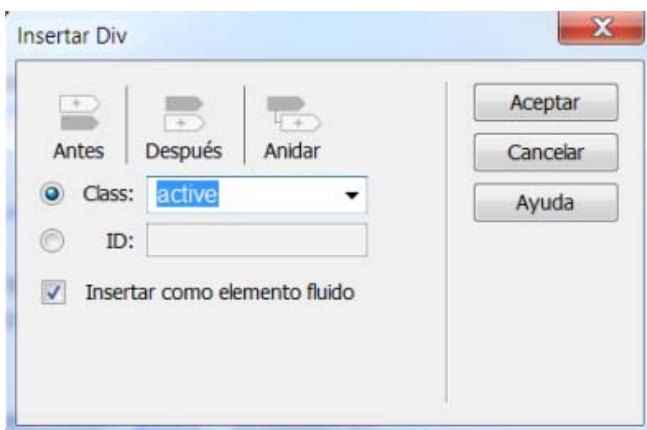 Insertar Div
Antes Después Anidar
Aceptar
Cancelar
Ayuda
Class: active
ID:
Insertar como elemento fluido